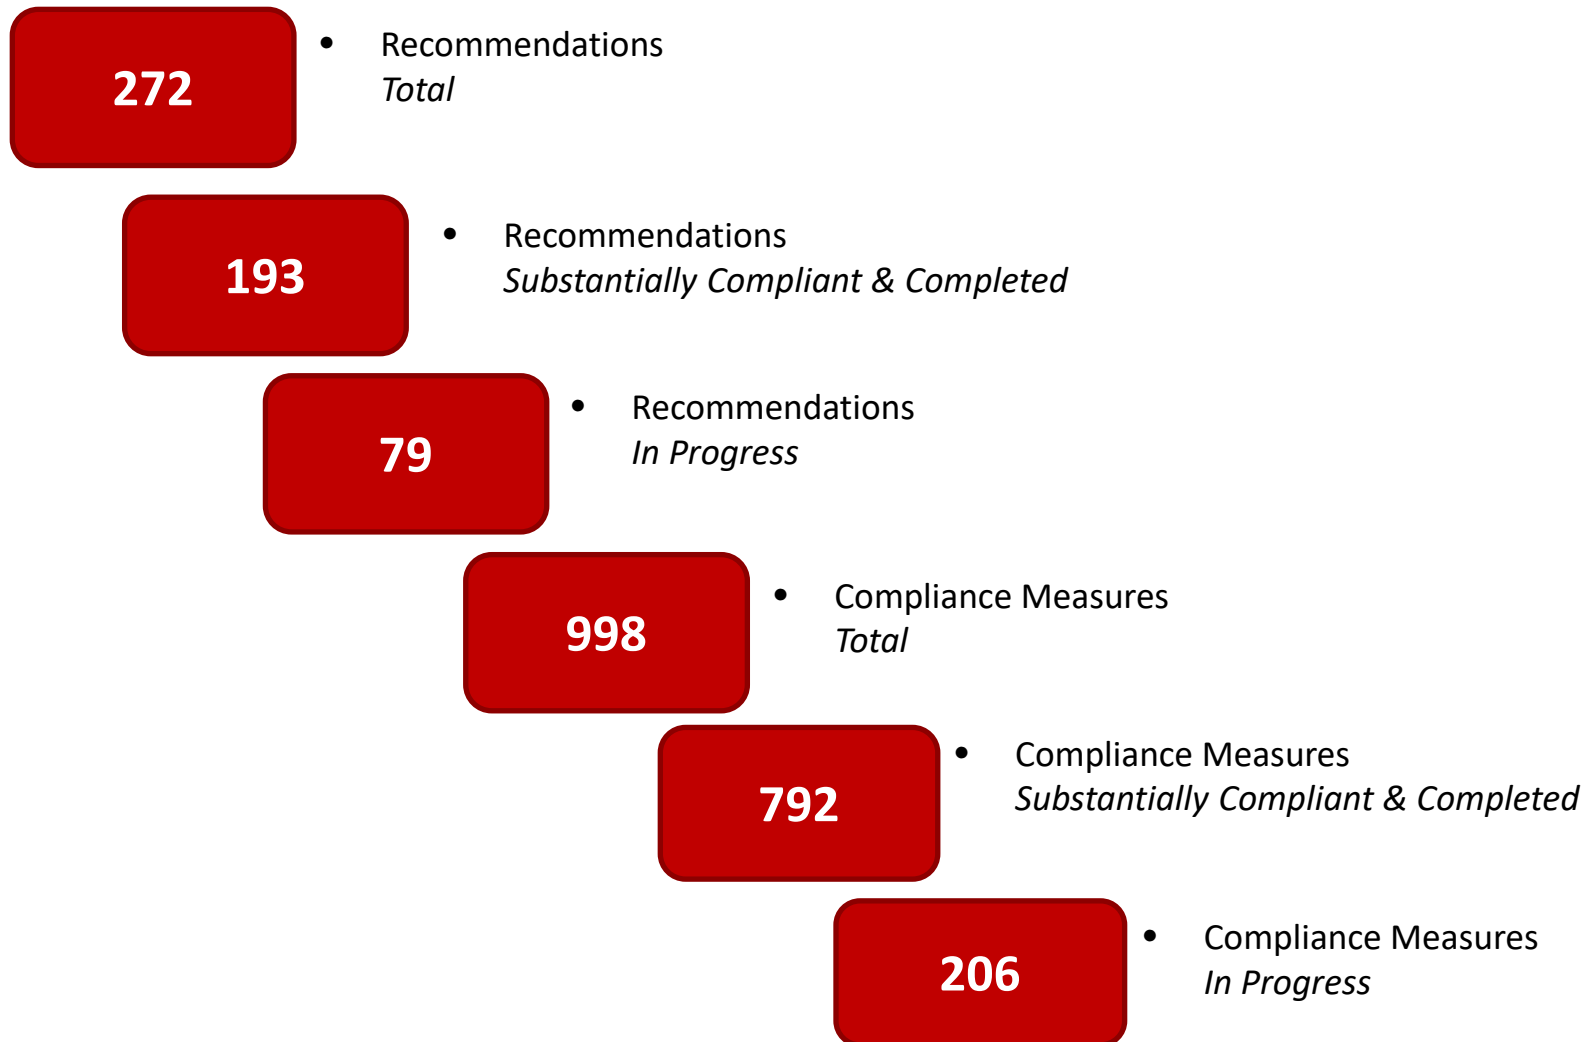 272
• Recommendations
Total
193
• Recommendations
Substantially Compliant & Completed
79
• Recommendations
In Progress
998
• Compliance Measures
Total
792
• Compliance Measures
Substantially Compliant & Completed
206
• Compliance Measures
In Progress